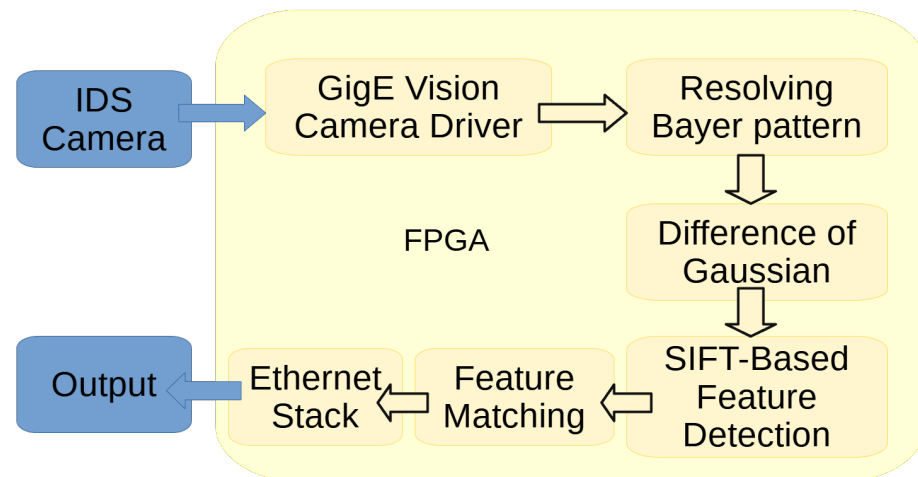 IDS
Camera
GigE Vision
Camera Driver
Resolving
Bayer pattern
FPGA
Difference of
Gaussian
SIFT-Based
Feature
Detection
Feature
Matching
Ethernet
Stack
Output